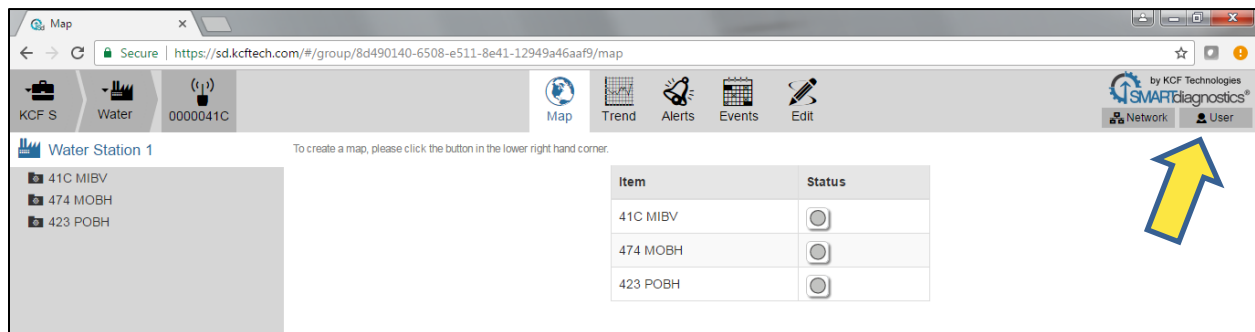 Map
Secure | https://sd.kcftech.com/#/group/8d490140-6508-e511-8e41-12949a46aaf9/map
KCF S
Water
0000041C
Map
Trend
Alerts
Events
Edit
by KCF Technologies
SMARTdiagnostics®
Network
User
Water Station 1
To create a map, please click the button in the lower right hand corner.
41C MIBV
474 MOBH
423 POBH
Item Status
41C MIBV
474 MOBH
423 POBH